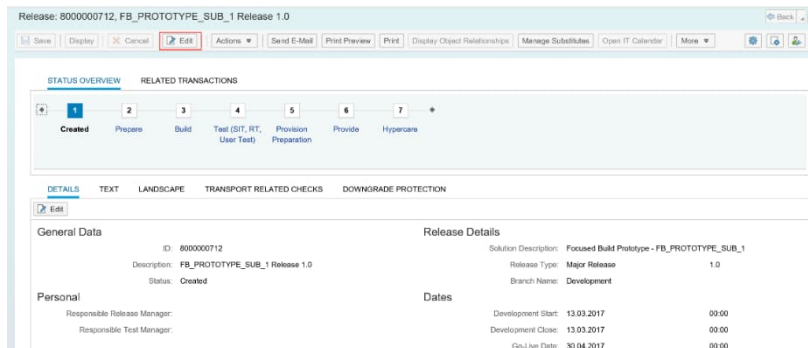 Release: 8000000712, FB_PROTOTYPE_SUB_1 Release 1.0
Back
Save Display Cancel Edit Actions Send E-Mail Print Preview Print Display Object Relationships Manage Substitutes Open IT Calendar More
STATUS OVERVIEW RELATED TRANSACTIONS
1 2 3 4 5 6 7
Created Prepare Build Test (SIT, RT, User Test) Provision Preparation Provide Hypercare
DETAILS TEXT LANDSCAPE TRANSPORT RELATED CHECKS DOWNGRADE PROTECTION
Edit
General Data Release Details
ID: 8000000712 Solution Description: Focused Build Prototype - FB_PROTOTYPE_SUB_1
Description: FB_PROTOTYPE_SUB_1 Release 1.0 Release Type: Major Release 1.0
Status: Created Branch Name: Development
Personal Dates
Responsible Release Manager: Development Start: 13.03.2017 00:00
Responsible Test Manager: Development Close: 13.03.2017 00:00
Go-Live Date: 30.04.2017 00:00